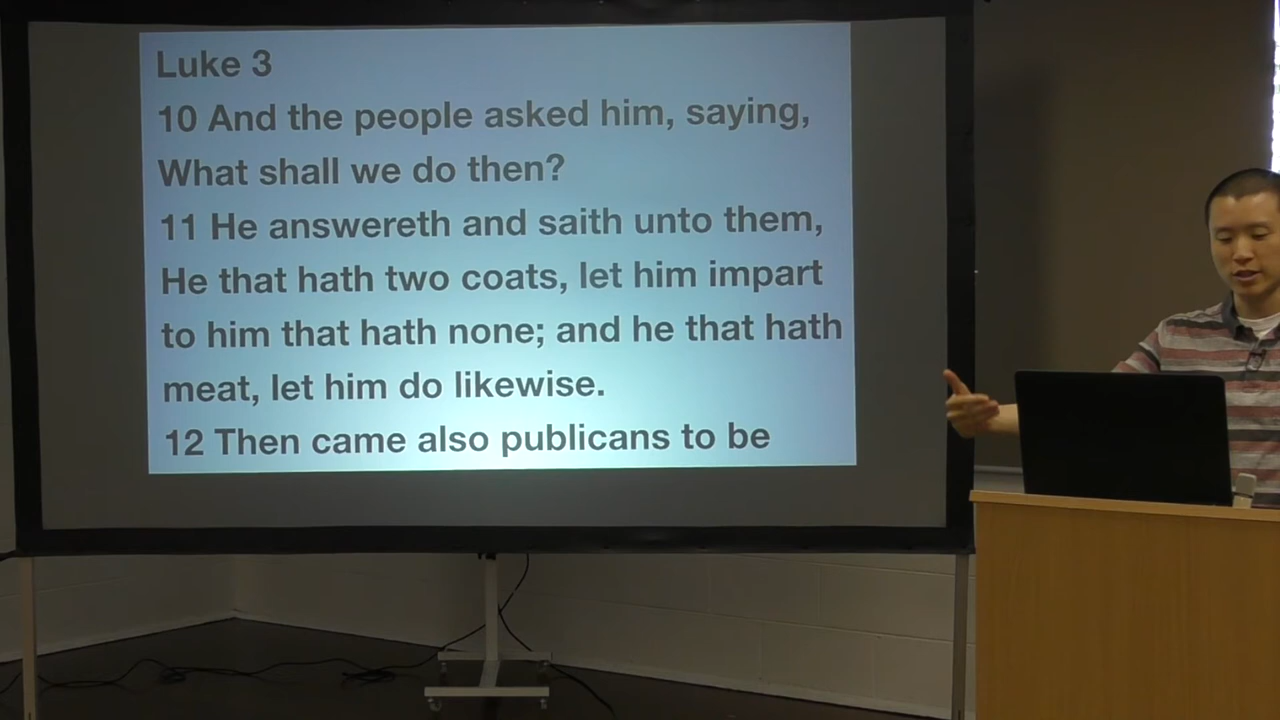 Luke 3
10 And the people asked him, saying,
What shall we do then?
11 He answereth and saith unto them,
He that hath two coats, let him impart
to him that hath none; and he that hath
meat, let him do likewise.
12 Then came also publicans to be